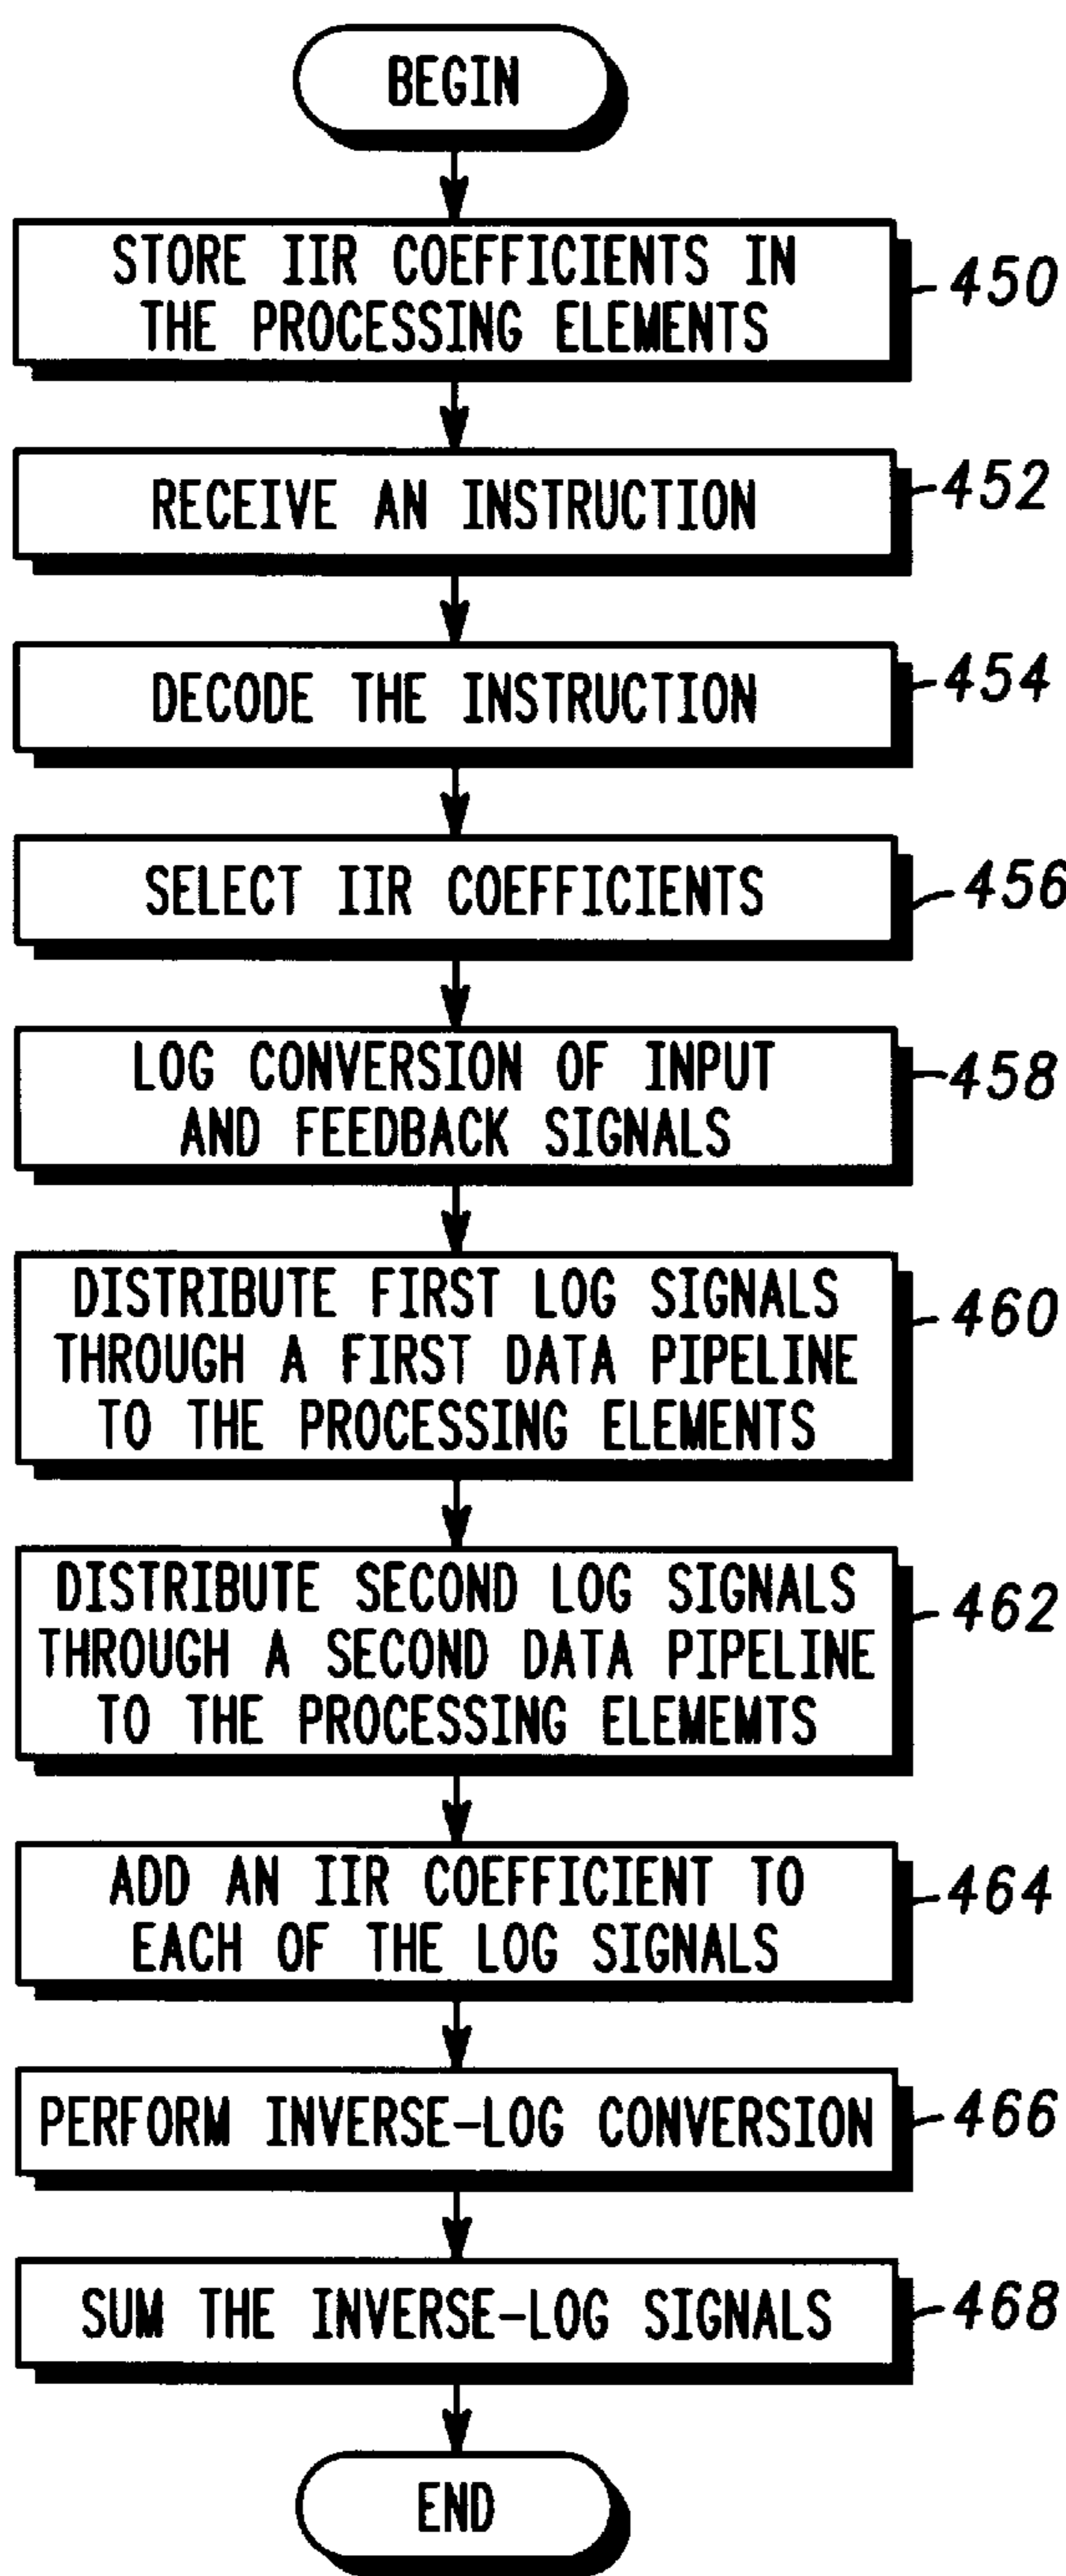 BEGIN
STORE IIR COEFFICIENTS IN
THE PROCESSING ELEMENTS
450
RECEIVE AN INSTRUCTION
452
DECODE THE INSTRUCTION
454
SELECT IIR COEFFICIENTS
456
LOG CONVERSION OF INPUT
AND FEEDBACK SIGNALS
458
DISTRIBUTE FIRST LOG SIGNALS
THROUGH A FIRST DATA PIPELINE
TO THE PROCESSING ELEMENTS
460
DISTRIBUTE SECOND LOG SIGNALS
THROUGH A SECOND DATA PIPELINE
TO THE PROCESSING ELEMEMTS
462
ADD AN IIR COEFFICIENT TO
EACH OF THE LOG SIGNALS
464
PERFORM INVERSE-LOG CONVERSION
466
SUM THE INVERSE-LOG SIGNALS
468
END